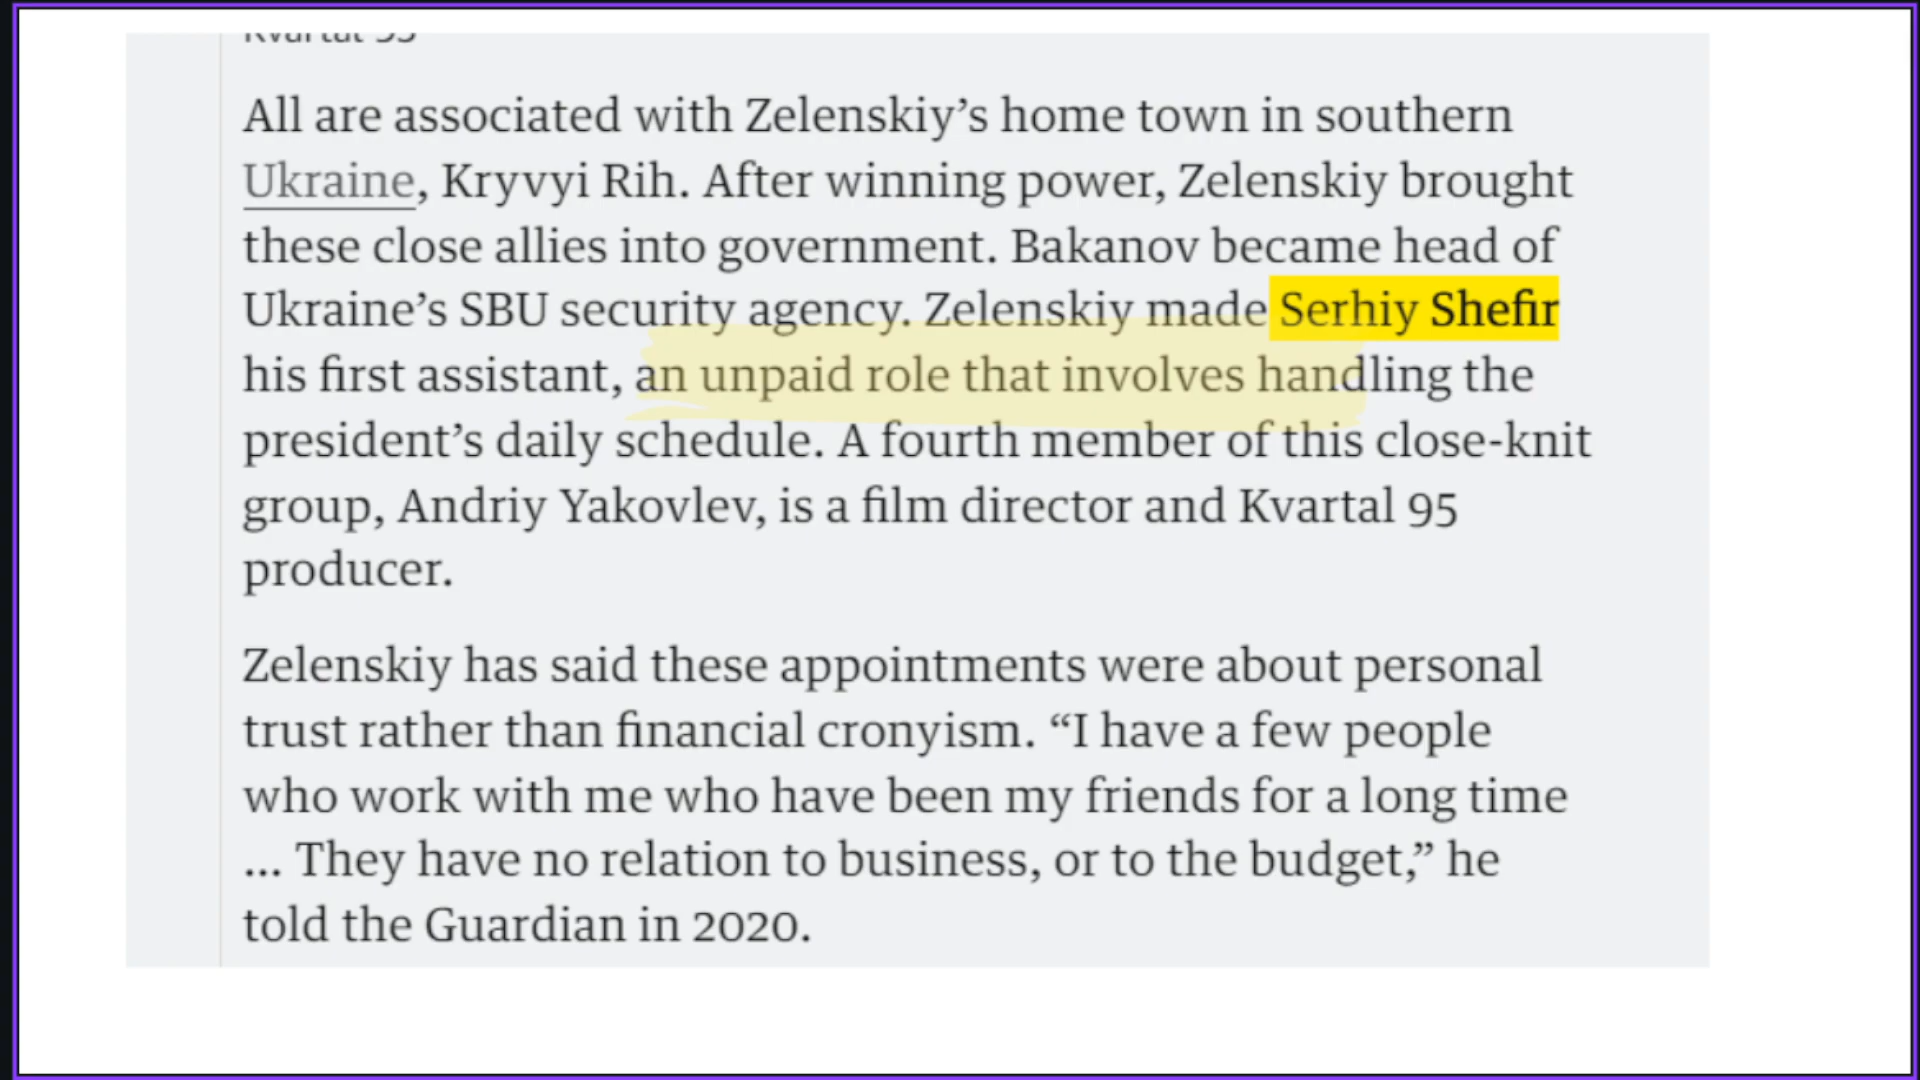 Kvartal 95
All are associated with Zelenskiy’s home town in southern
Ukraine, Kryvyi Rih. After winning power, Zelenskiy brought
these close allies into government. Bakanov became head of
Ukraine’s SBU security agency. Zelenskiy made Serhiy Shefir
his first assistant, an unpaid role that involves handling the
president’s daily schedule. A fourth member of this close-knit
group, Andriy Yakovlev, is a film director and Kvartal 95
producer.
Zelenskiy has said these appointments were about personal
trust rather than financial cronyism. “I have a few people
who work with me who have been my friends for a long time
… They have no relation to business, or to the budget,” he
told the Guardian in 2020.